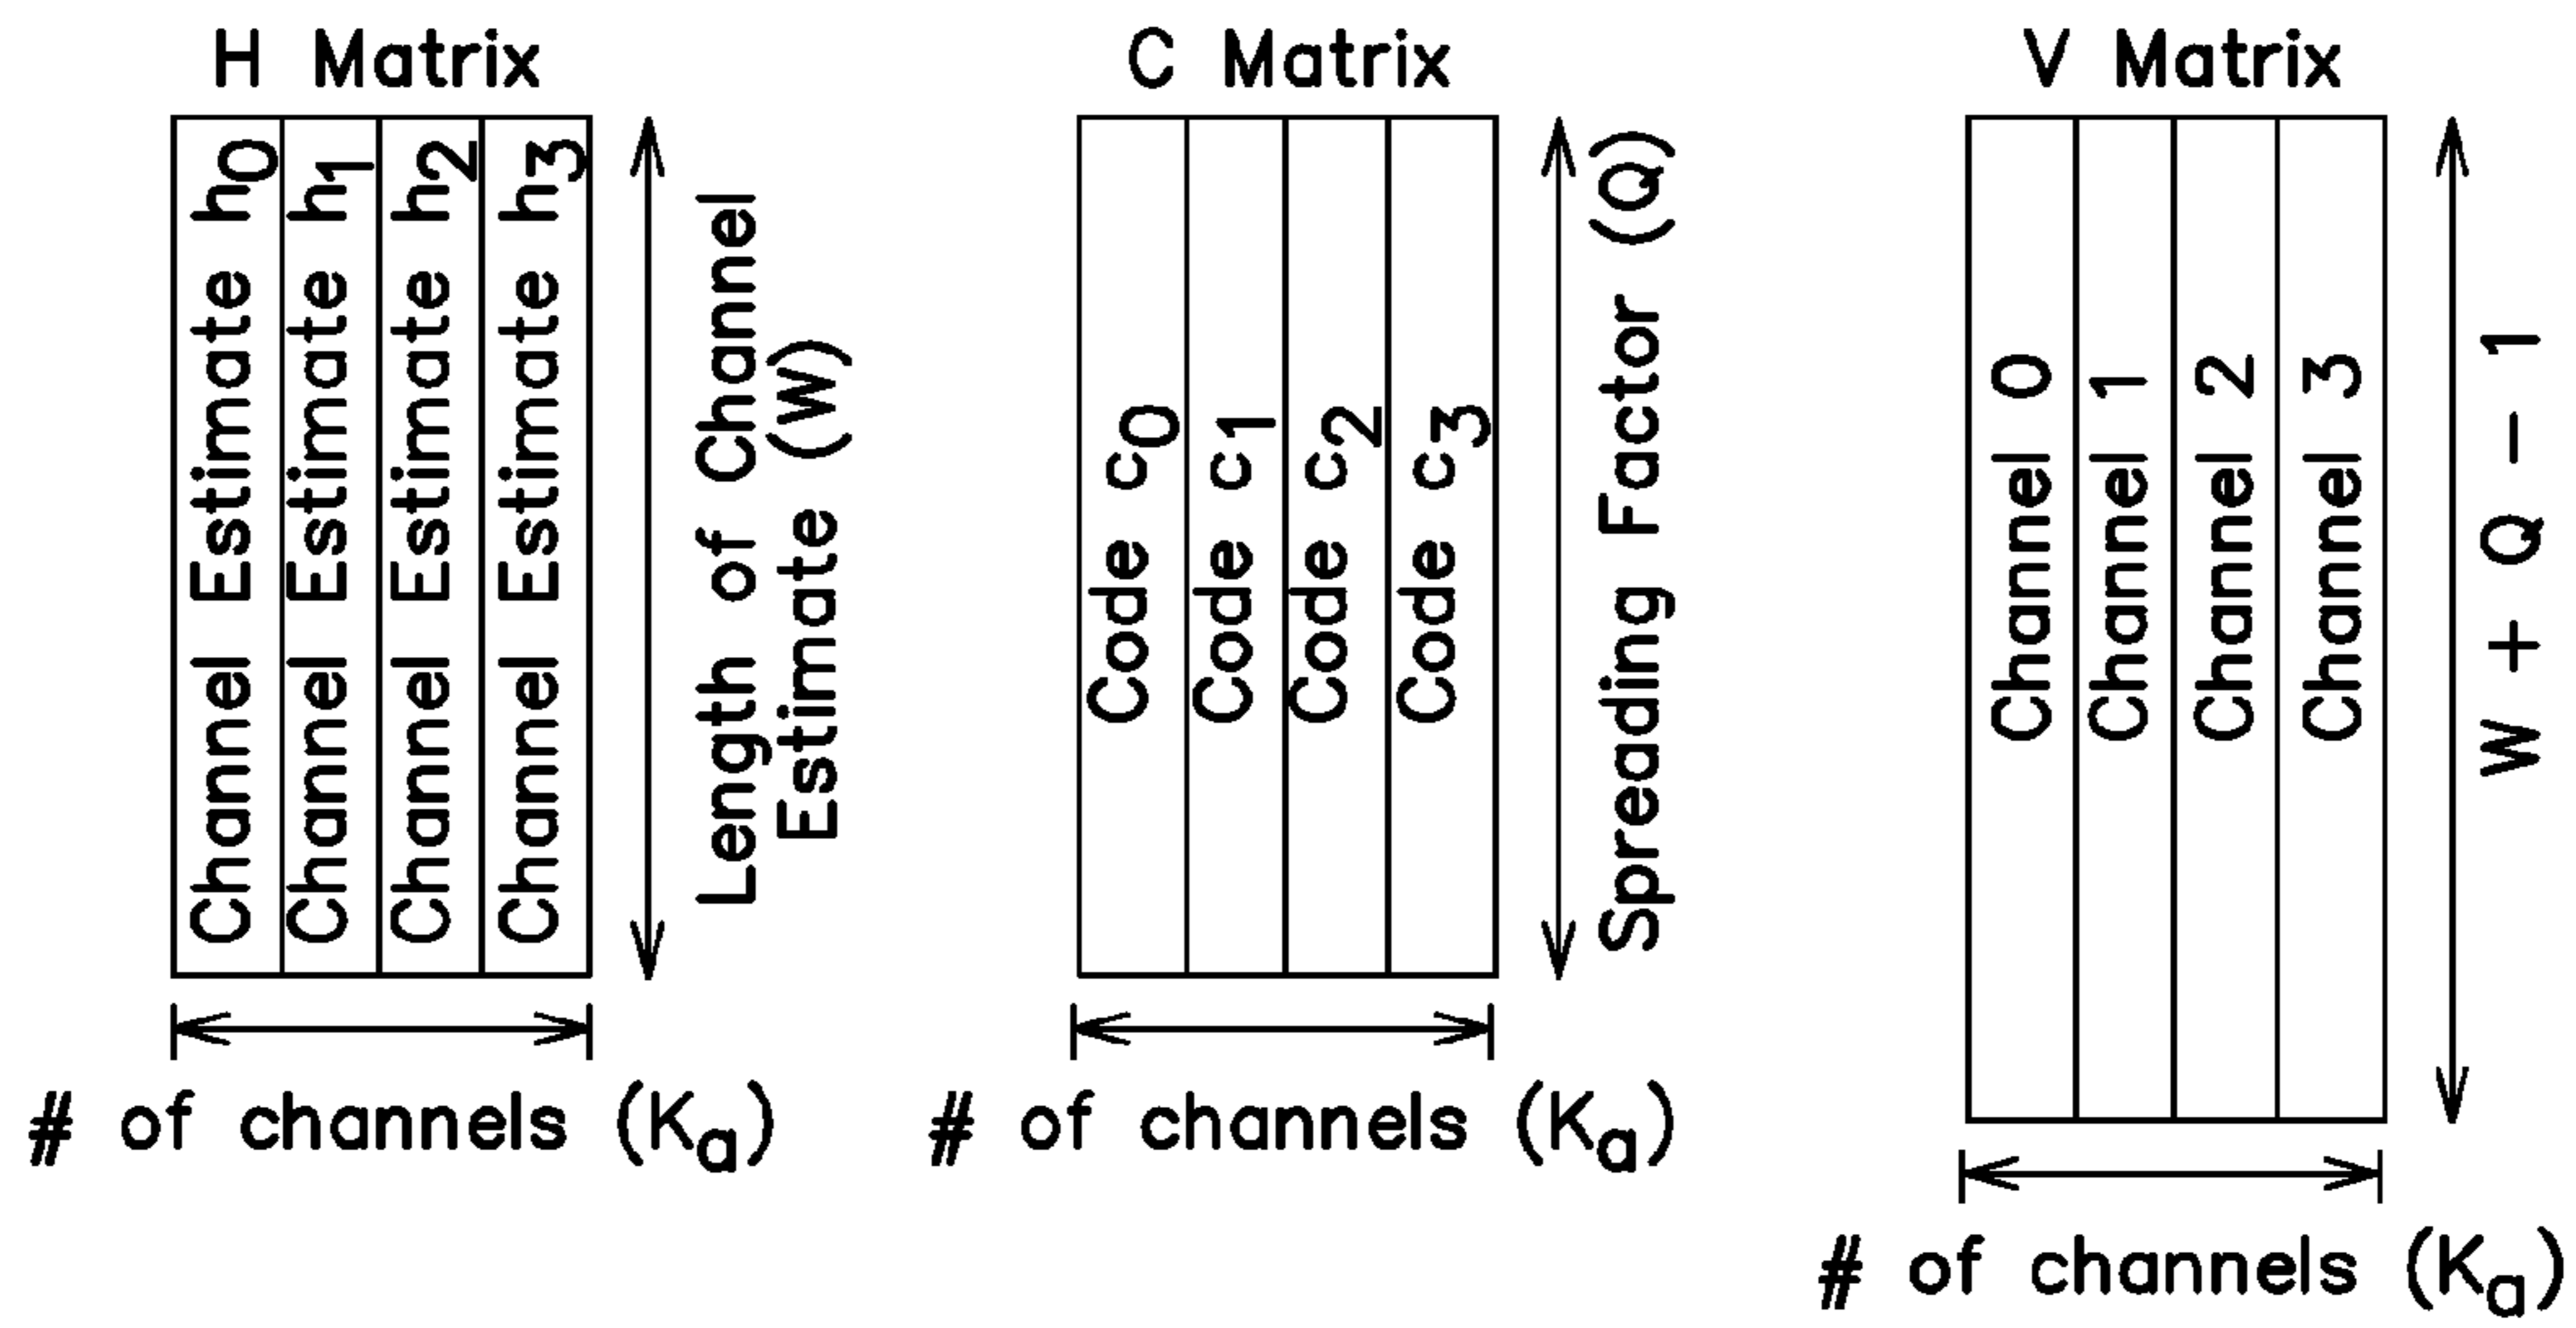 H Matrix
Channel Estimate h0
Channel Estimate h1
Channel Estimate h2
Channel Estimate h3
Length of Channel
Estimate (W)
# of channels (Ka)
C Matrix
Code c0
Code c1
Code c2
Code c3
Spreading Factor (Q)
# of channels (Ka)
V Matrix
Channel 0
Channel 1
Channel 2
Channel 3
W + Q - 1
# of channels (Ka)